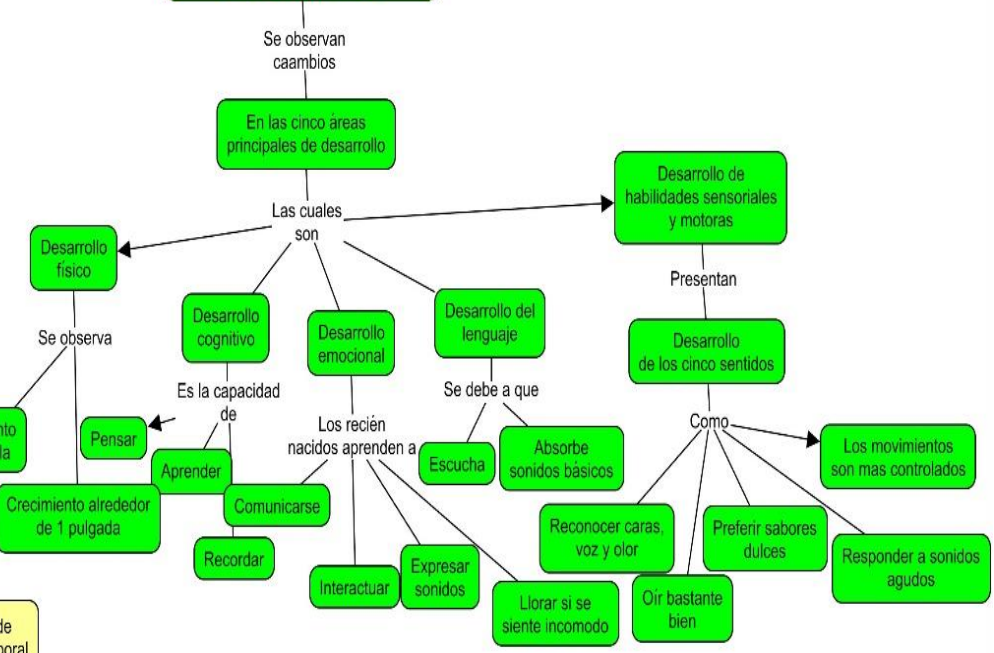 Se observan
caambios
En las cinco áreas
principales de desarrollo
Las cuales
son
Desarrollo de
habilidades sensoriales
y motoras
Desarrollo
físico
Presentan
Desarrollo
cognitivo
Desarrollo
emocional
Desarrollo del
lenguaje
Desarrollo
de los cinco sentidos
Se observa
Es la capacidad
de
Los recién
nacidos aprenden a
Se debe a que
Como
Pensar
Aprender
Recordar
Crecimiento alrededor
de 1 pulgada
Comunicarse
Interactuar
Expresar
sonidos
Llorar si se
siente incomodo
Escucha
Absorbe
sonidos básicos
Reconocer caras,
voz y olor
Oír bastante
bien
Preferir sabores
dulces
Responder a sonidos
agudos
Los movimientos
son mas controlados
de